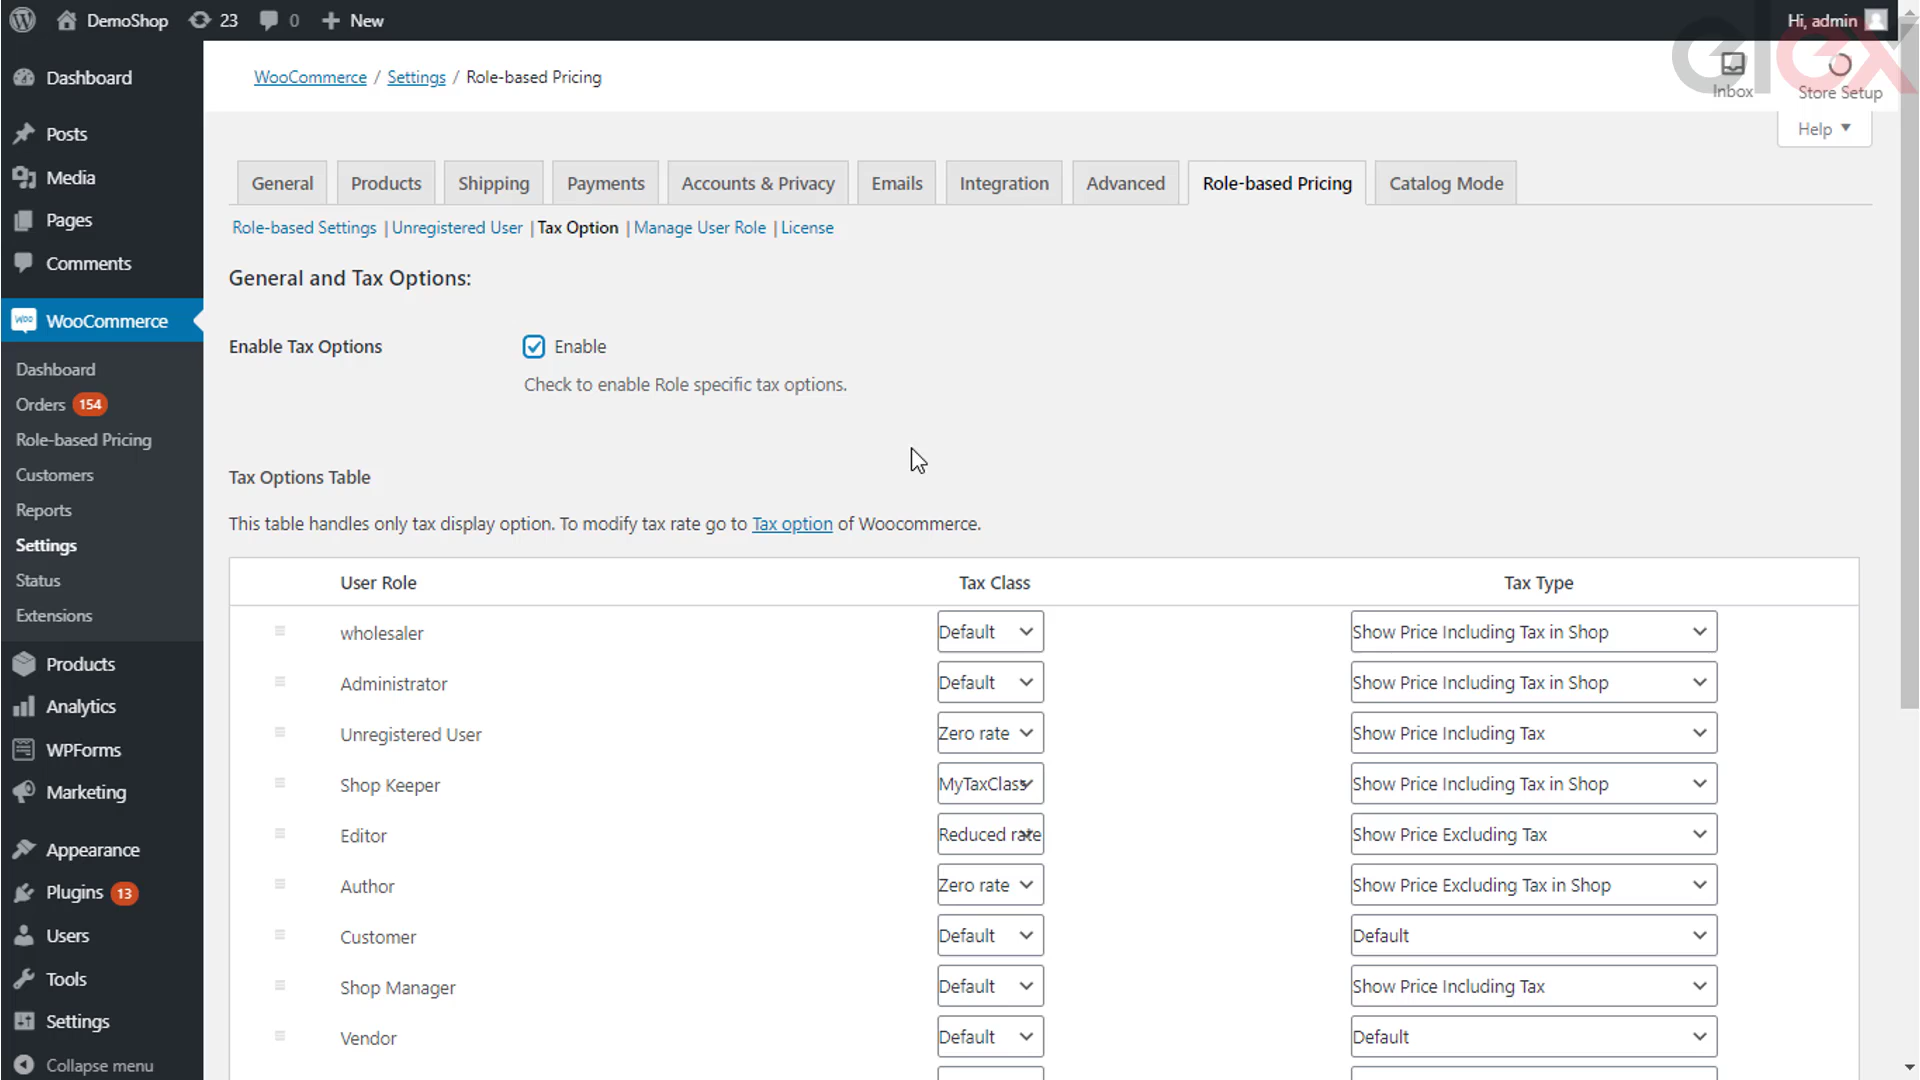 DemoShop 23 0 New Hi, admin
ELEX
Dashboard
Posts
Media
Pages
Comments
WooCommerce
Dashboard
Orders 154
Role-based Pricing
Customers
Reports
Settings
Status
Extensions
Products
Analytics
WPForms
Marketing
Appearance
Plugins 13
Users
Tools
Settings
Collapse menu
WooCommerce / Settings / Role-based Pricing
Inbox
Store Setup
Help
General Products Shipping Payments Accounts & Privacy Emails Integration Advanced Role-based Pricing Catalog Mode
Role-based Settings | Unregistered User | Tax Option | Manage User Role | License
General and Tax Options:
Enable Tax Options Enable
Check to enable Role specific tax options.
Tax Options Table
This table handles only tax display option. To modify tax rate go to Tax option of Woocommerce.
User Role Tax Class Tax Type
wholesaler Default Show Price Including Tax in Shop
Administrator Default Show Price Including Tax in Shop
Unregistered User Zero rate Show Price Including Tax
Shop Keeper MyTaxClass Show Price Including Tax in Shop
Editor Reduced rate Show Price Excluding Tax
Author Zero rate Show Price Excluding Tax in Shop
Customer Default Default
Shop Manager Default Show Price Including Tax
Vendor Default Default